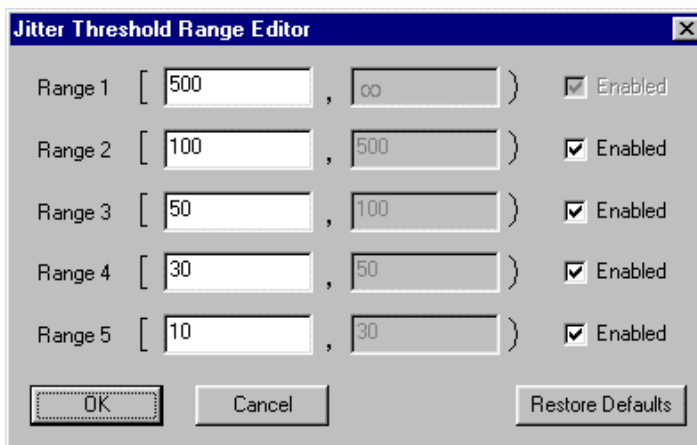 Jitter Threshold Range Editor
Range 1 [ 500 , ∞ ) Enabled
Range 2 [ 100 , 500 ) Enabled
Range 3 [ 50 , 100 ) Enabled
Range 4 [ 30 , 50 ) Enabled
Range 5 [ 10 , 30 ) Enabled
OK Cancel Restore Defaults